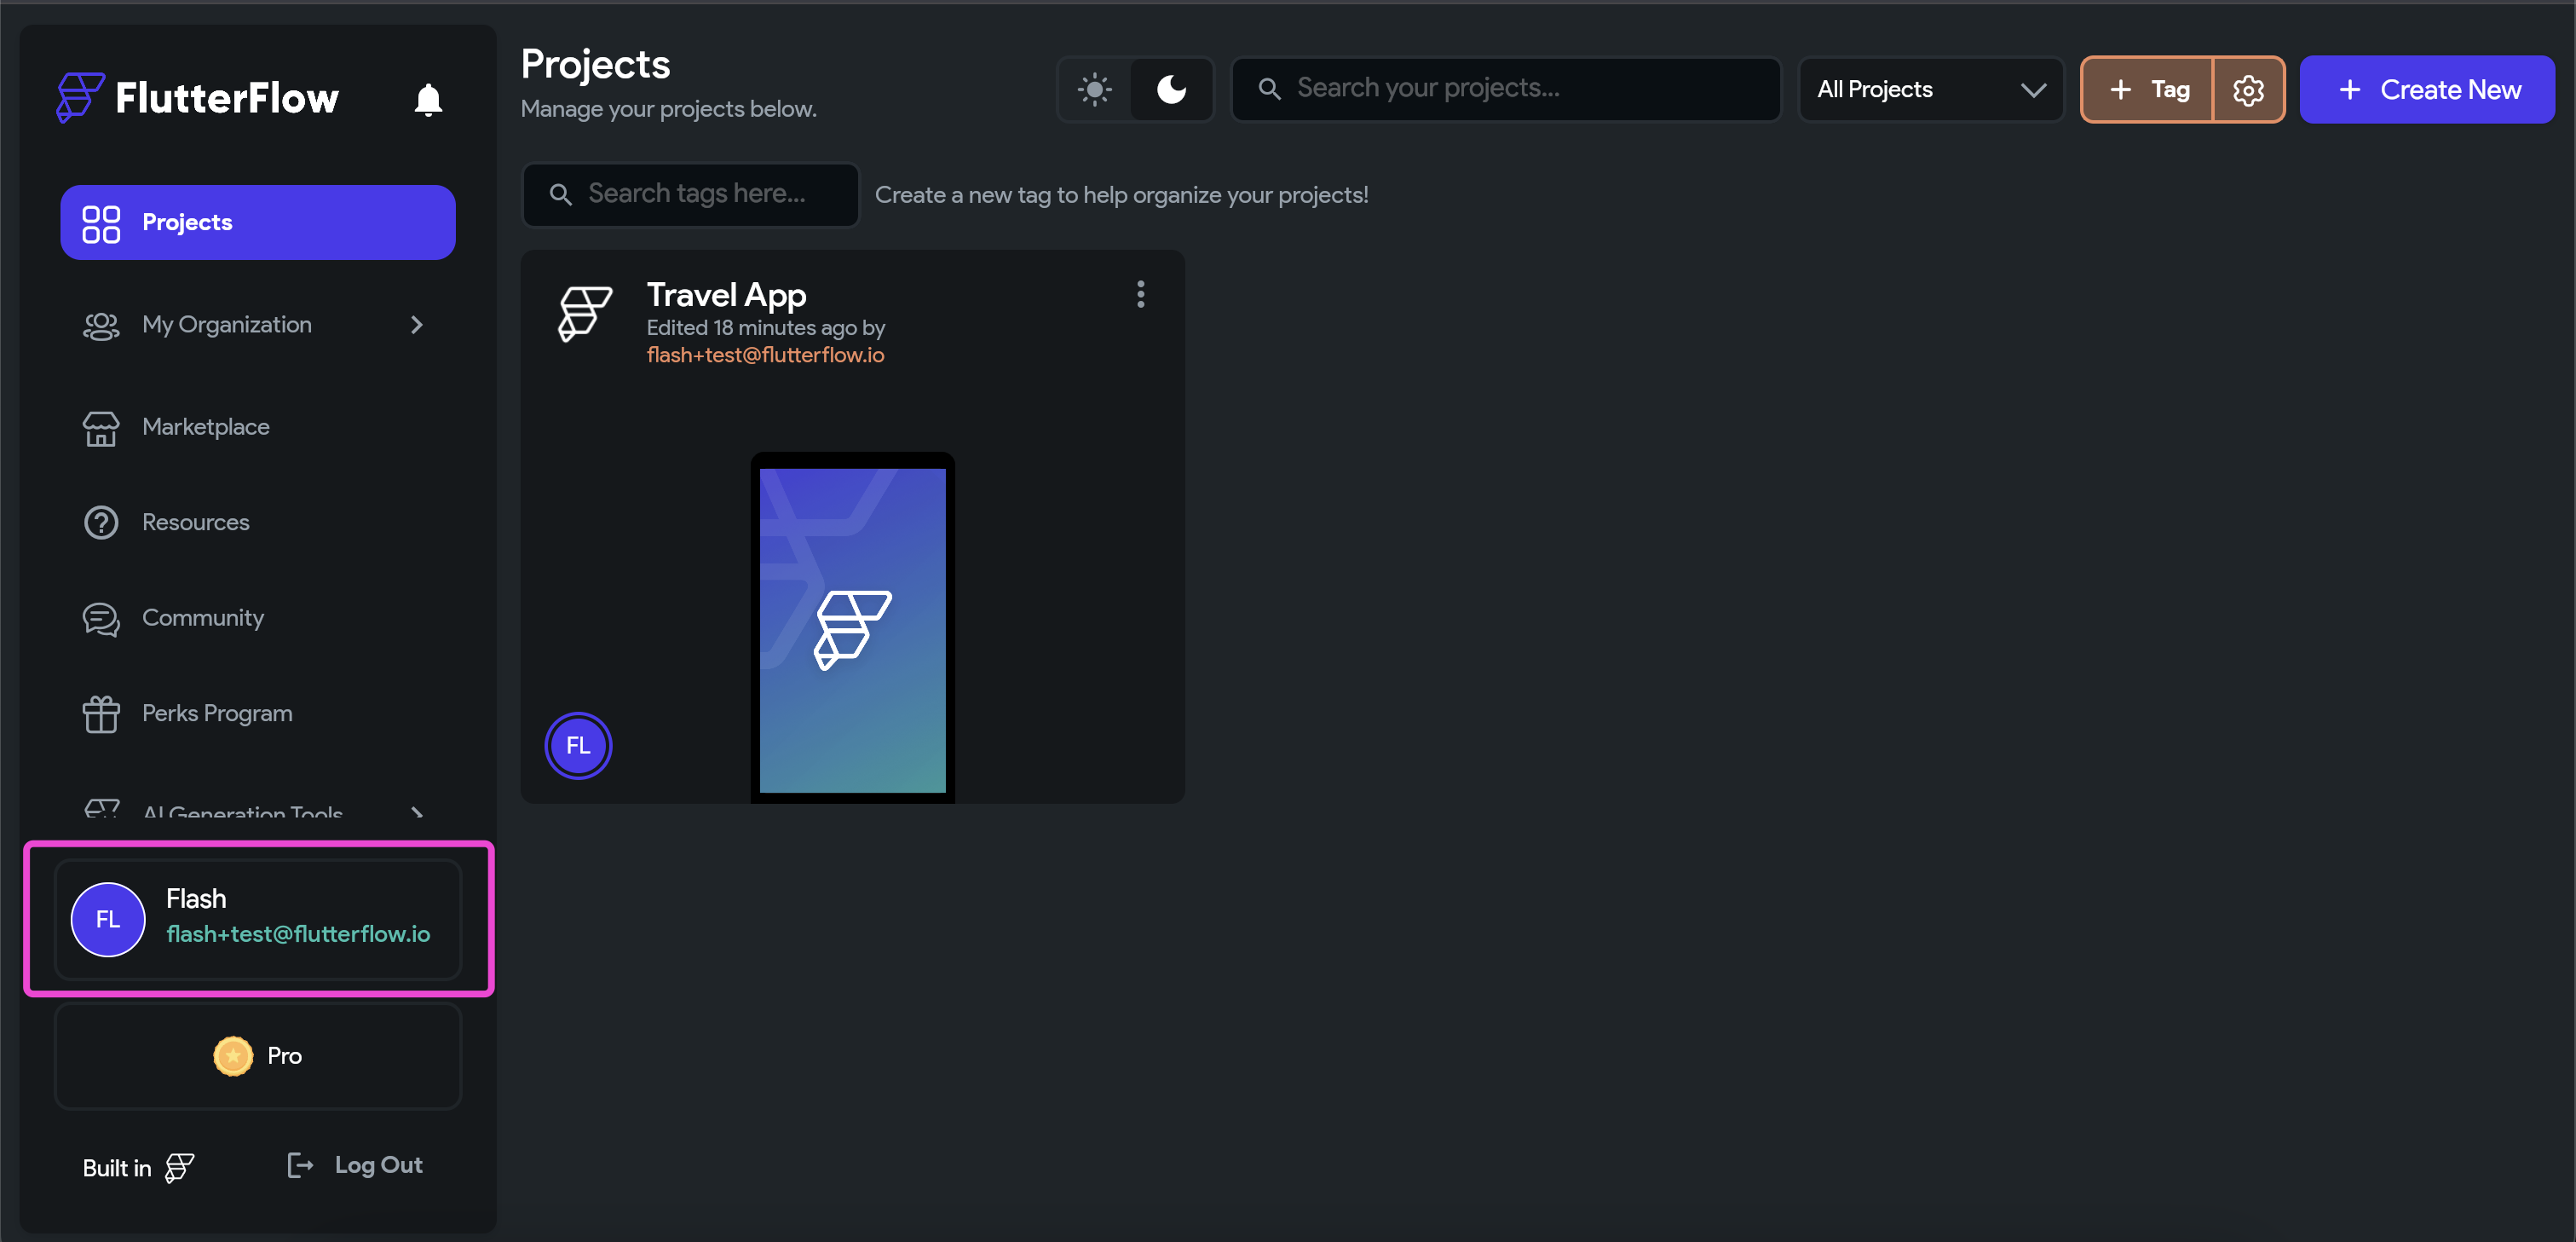 FlutterFlow
Projects
My Organization
Marketplace
Resources
Community
Perks Program
AI Generation Tools
FL
Flash
flash+test@flutterflow.io
Pro
Built in
Log Out
Projects
Manage your projects below.
Search your projects...
All Projects
+ Tag
+ Create New
Search tags here...
Create a new tag to help organize your projects!
Travel App
Edited 18 minutes ago by
flash+test@flutterflow.io
FL